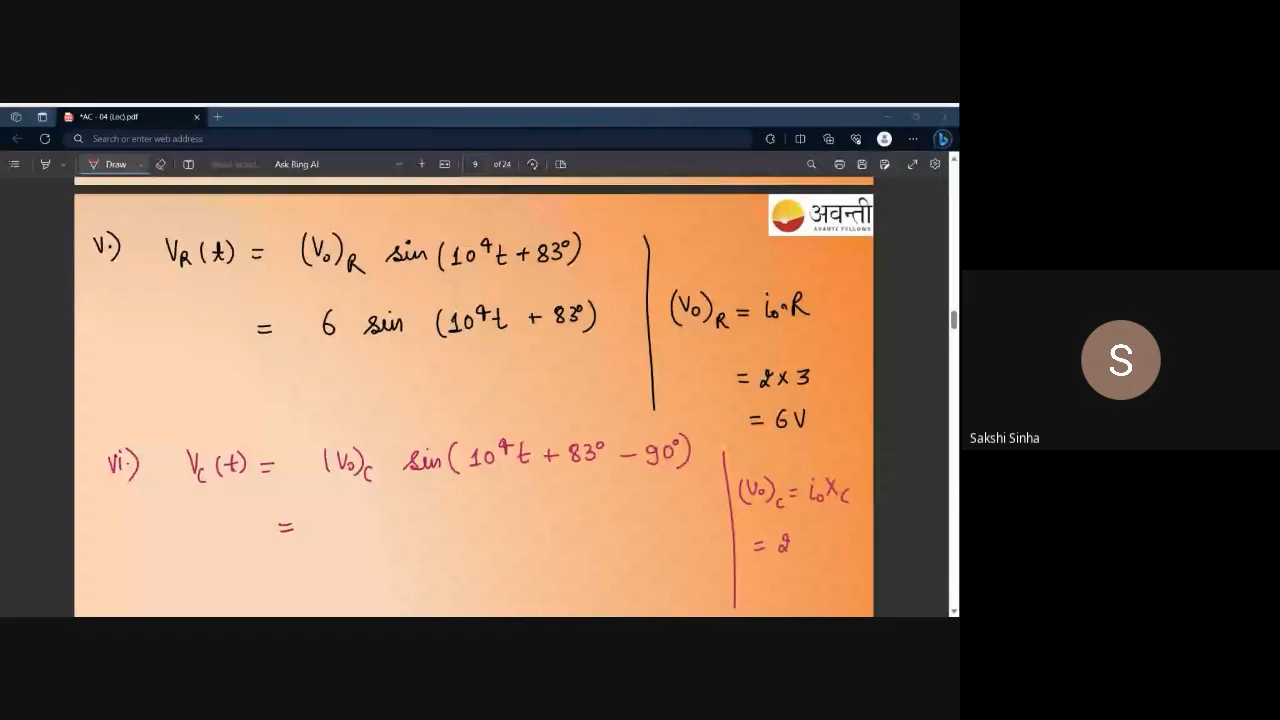 *AC - 04 (Lec).pdf
Search or enter web address
Draw
Ask Bing AI
9 of 24
अवन्ती
AVANTI FELLOWS
v.) V_R(t) = (V₀)_R sin(10⁴t + 83°)
= 6 sin (10⁴t + 83°)
(V₀)_R = i₀·R
= 2 × 3
= 6V
vi.) V_C(t) = (V₀)_C sin(10⁴t + 83° - 90°)
=
(V₀)_C = i₀X_C
= 2
S
Sakshi Sinha